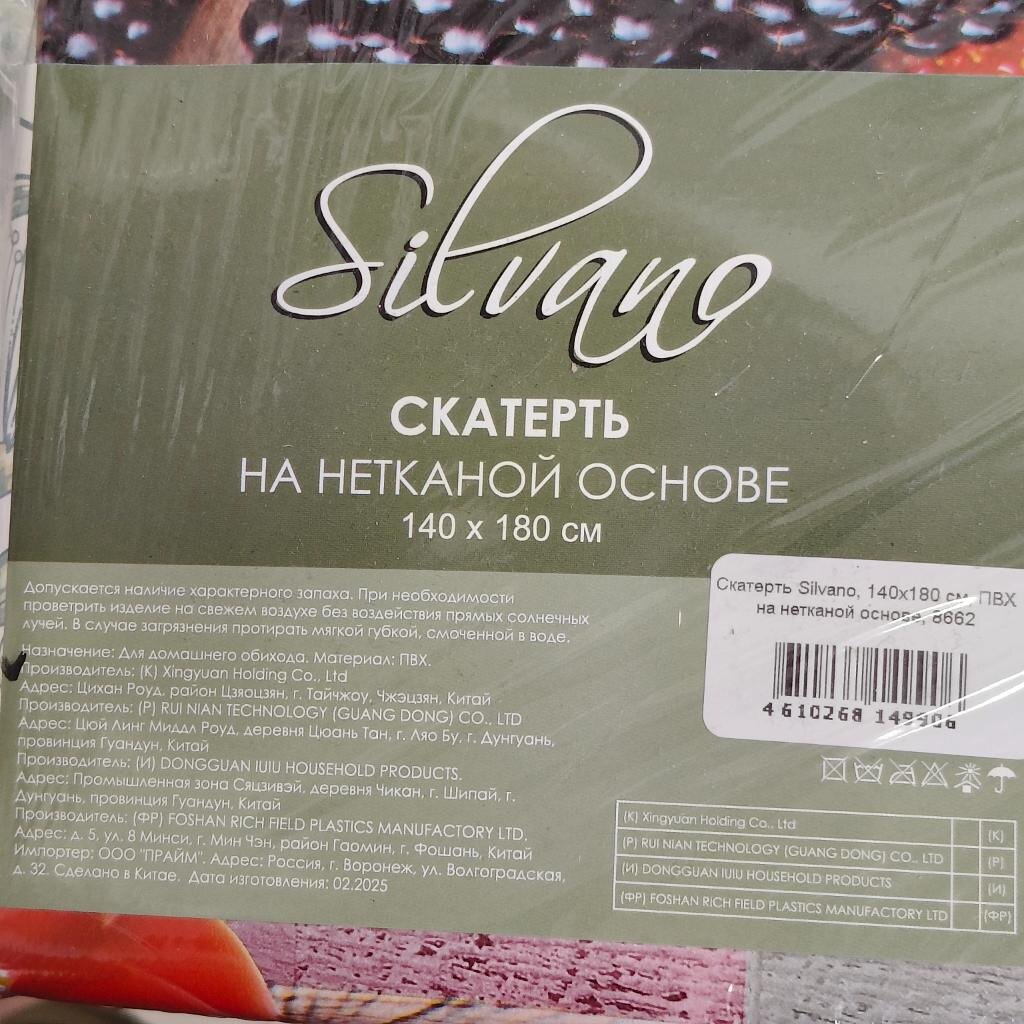 Silvano
СКАТЕРТЬ
НА НЕТКАНОЙ ОСНОВЕ
140 х 180 см
Допускается наличие характерного запаха. При необходимости
проветрить изделие на свежем воздухе без воздействия прямых солнечных
лучей. В случае загрязнения протирать мягкой губкой, смоченной в воде.
Назначение: Для домашнего обихода. Материал: ПВХ.
Производитель: (К) Xingyuan Holding Co., Ltd
Адрес: Цихан Роуд, район Цзяоцзян, г. Тайчжоу, Чжэцзян, Китай
Производитель: (Р) RUI NIAN TECHNOLOGY (GUANG DONG) CO., LTD
Адрес: Цюй Линг Миддл Роуд, деревня Цюань Тан, г. Ляо Бу, г. Дунгуань,
провинция Гуандун, Китай
Производитель: (И) DONGGUAN IUIU HOUSEHOLD PRODUCTS.
Адрес: Промышленная зона Сяцзивэй, деревня Чикан, г. Шипай, г.
Дунгуань, провинция Гуандун, Китай
Производитель: (ФР) FOSHAN RICH FIELD PLASTICS MANUFACTORY LTD.
Адрес: д. 5, ул. 8 Минси, г. Мин Чэн, район Гаомин, г. Фошань, Китай
Импортер: ООО "ПРАЙМ". Адрес: Россия, г. Воронеж, ул. Волгоградская,
д. 32. Сделано в Китае. Дата изготовления: 02.2025
Скатерть Silvano, 140х180 см, ПВХ
на нетканой основе, 8662
4 610268 149906
(К) Xingyuan Holding Co., Ltd (К)
(Р) RUI NIAN TECHNOLOGY (GUANG DONG) CO., LTD (Р)
(И) DONGGUAN IUIU HOUSEHOLD PRODUCTS (И)
(ФР) FOSHAN RICH FIELD PLASTICS MANUFACTORY LTD (ФР)